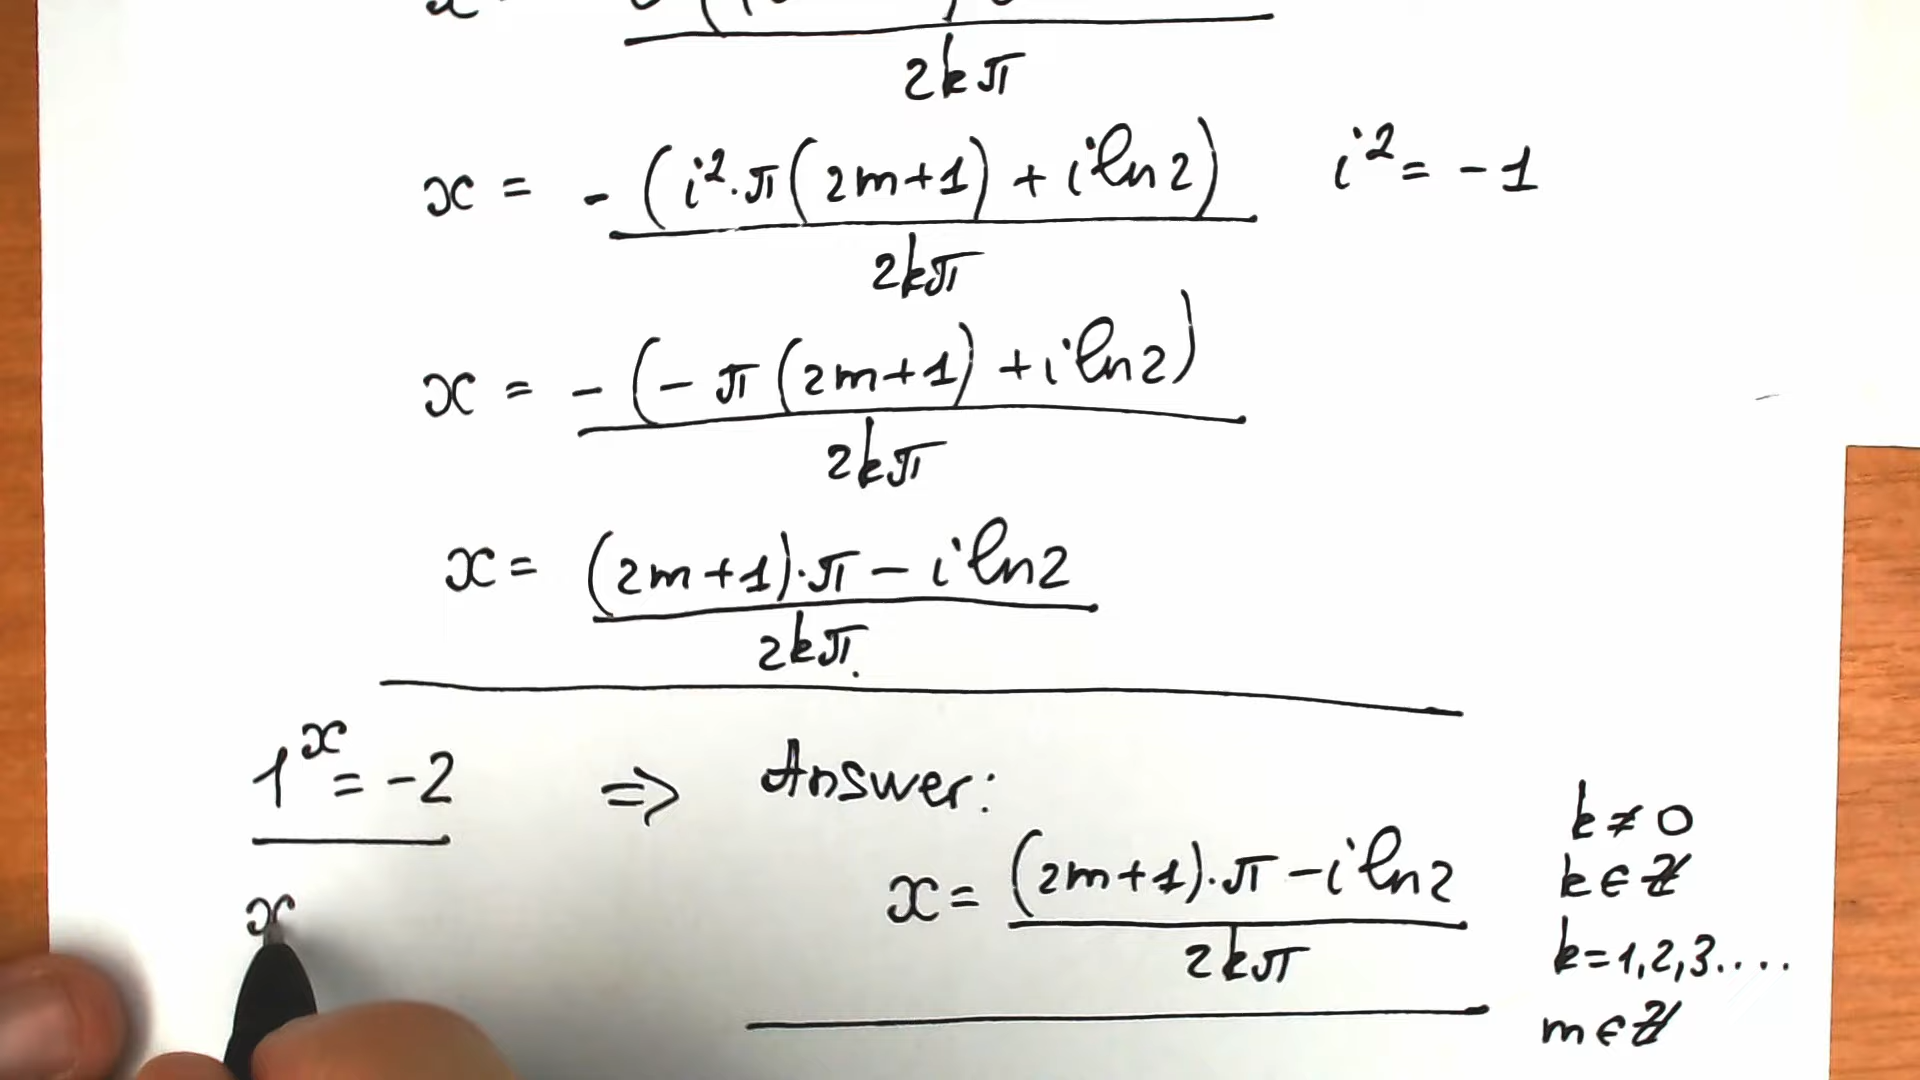 2kπ
x = -(i²·π(2m+1) + i ln2) / 2kπ    i² = -1
x = -(-π(2m+1) + i ln2) / 2kπ
x = (2m+1)·π - i ln2 / 2kπ.
1^x = -2 => Answer:
x = (2m+1)·π - i ln2 / 2kπ
k ≠ 0
k ∈ ℤ
k = 1, 2, 3....
m ∈ ℤ
x